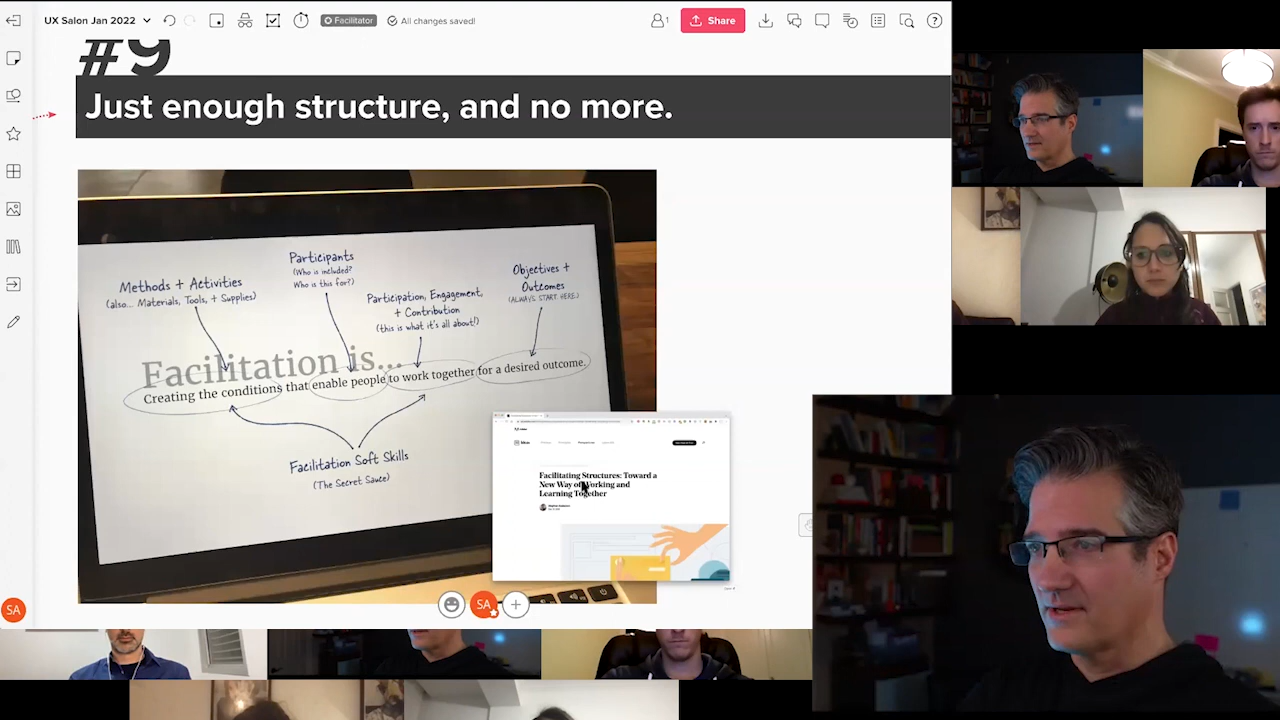 UX Salon Jan 2022
Facilitator
All changes saved!
1
Share
?
#9
Just enough structure, and no more.
Methods + Activities
(also... Materials, Tools, + Supplies)
Participants
(Who is included?
Who is this for?)
Participation, Engagement,
+ Contribution
(this is what it's all about!)
Objectives +
Outcomes
(ALWAYS START HERE)
Facilitation is...
Creating the conditions that enable people to work together for a desired outcome.
Facilitation Soft Skills
(The Secret Sauce)
Facilitating Structures: Toward a
New Way of Working and
Learning Together
SA
SA